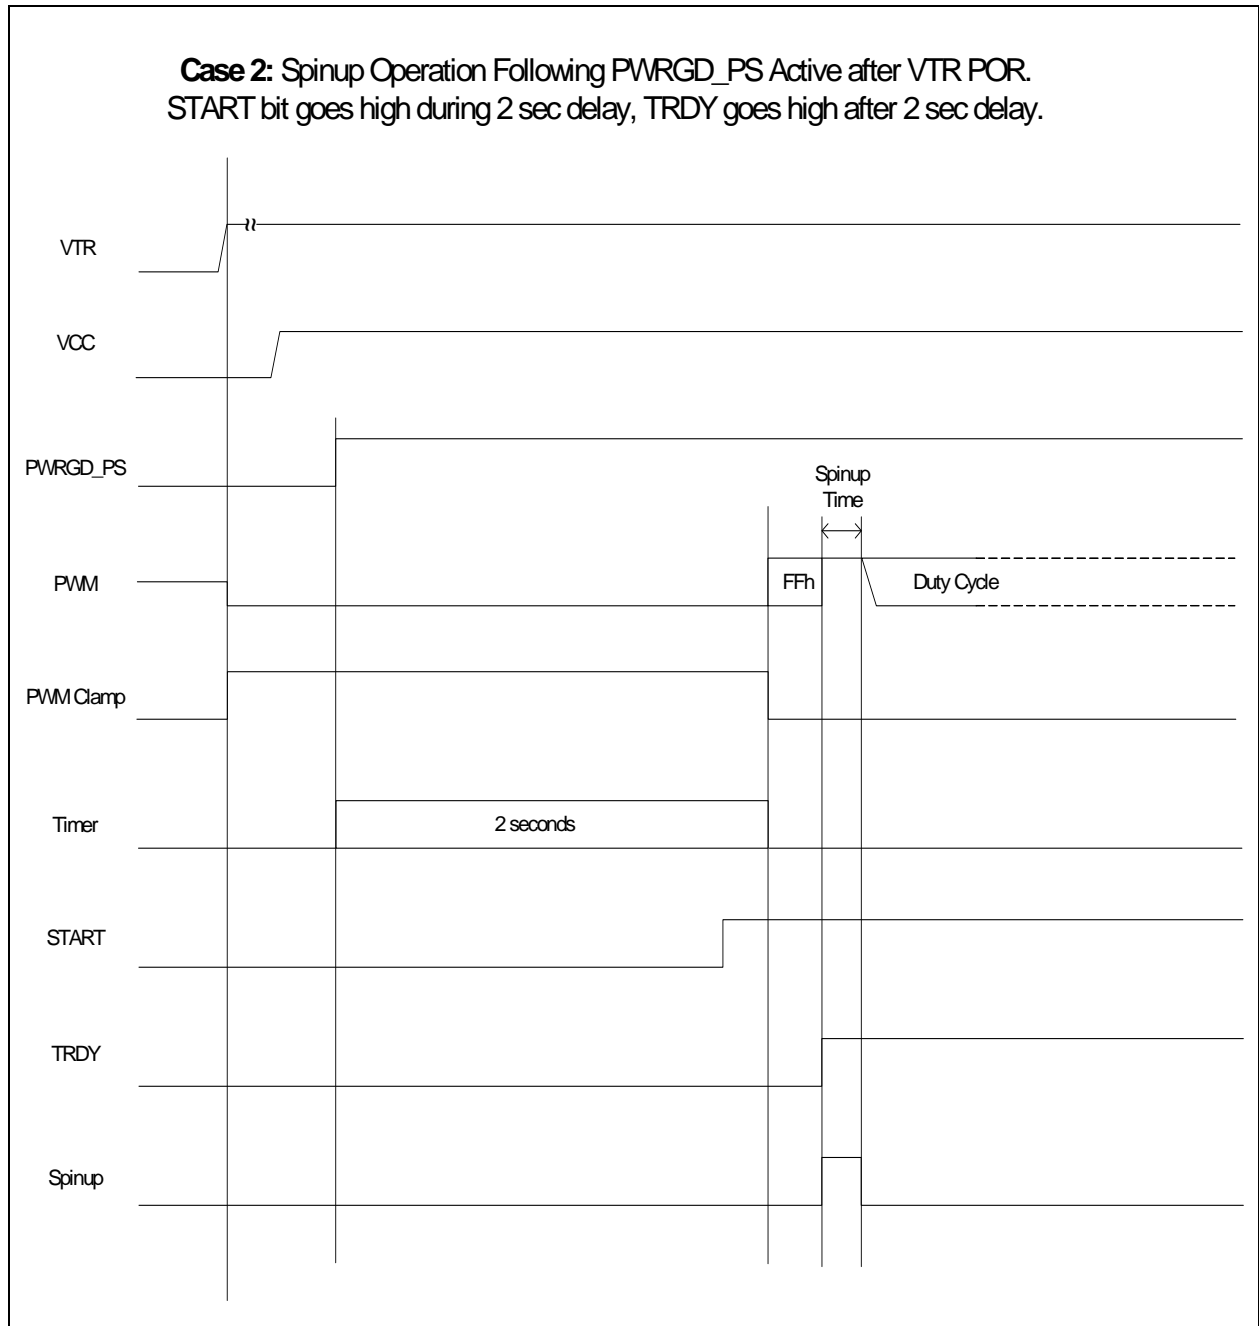 Case 2: Spinup Operation Following PWRGD_PS Active after VTR POR.
START bit goes high during 2 sec delay, TRDY goes high after 2 sec delay.
VTR
VCC
PWRGD_PS
Spinup
Time
PWM
FFh
Duty Cycle
PWM Clamp
Timer
2 seconds
START
TRDY
Spinup